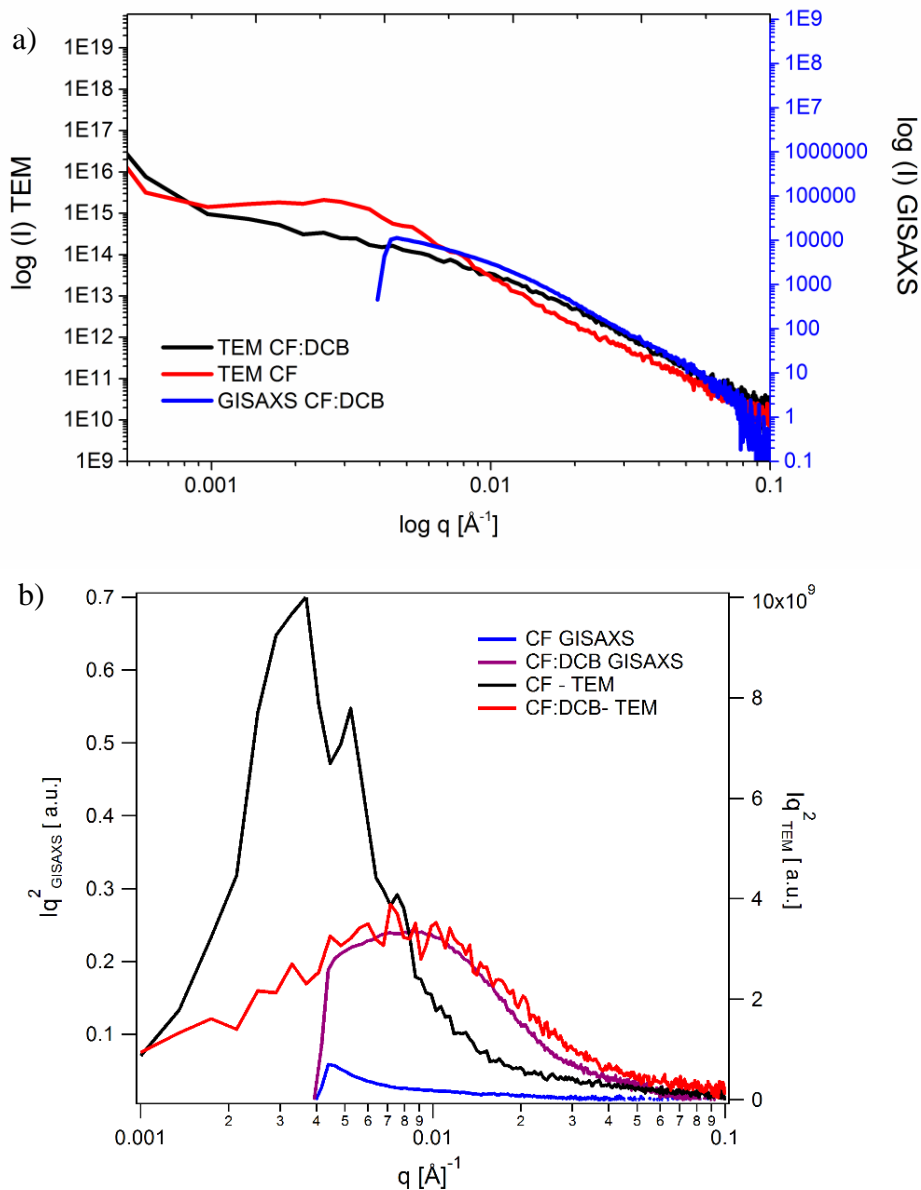 a)
log (I) TEM
1E19
1E18
1E17
1E16
1E15
1E14
1E13
1E12
1E11
1E10
1E9
TEM CF:DCB
TEM CF
GISAXS CF:DCB
0.001
0.01
0.1
log q [Å⁻¹]
1E9
1E8
1E7
1000000
100000
10000
1000
100
10
1
0.1
log (I) GISAXS
b)
Iq² GISAXS [ a.u.]
0.7
0.6
0.5
0.4
0.3
0.2
0.1
CF GISAXS
CF:DCB GISAXS
CF - TEM
CF:DCB- TEM
10x10⁹
8
6
4
2
0
Iq² TEM [ a.u.]
0.001
2
3
4
5
6
7
8
9
0.01
2
3
4
5
6
7
8
9
0.1
q [Å]⁻¹